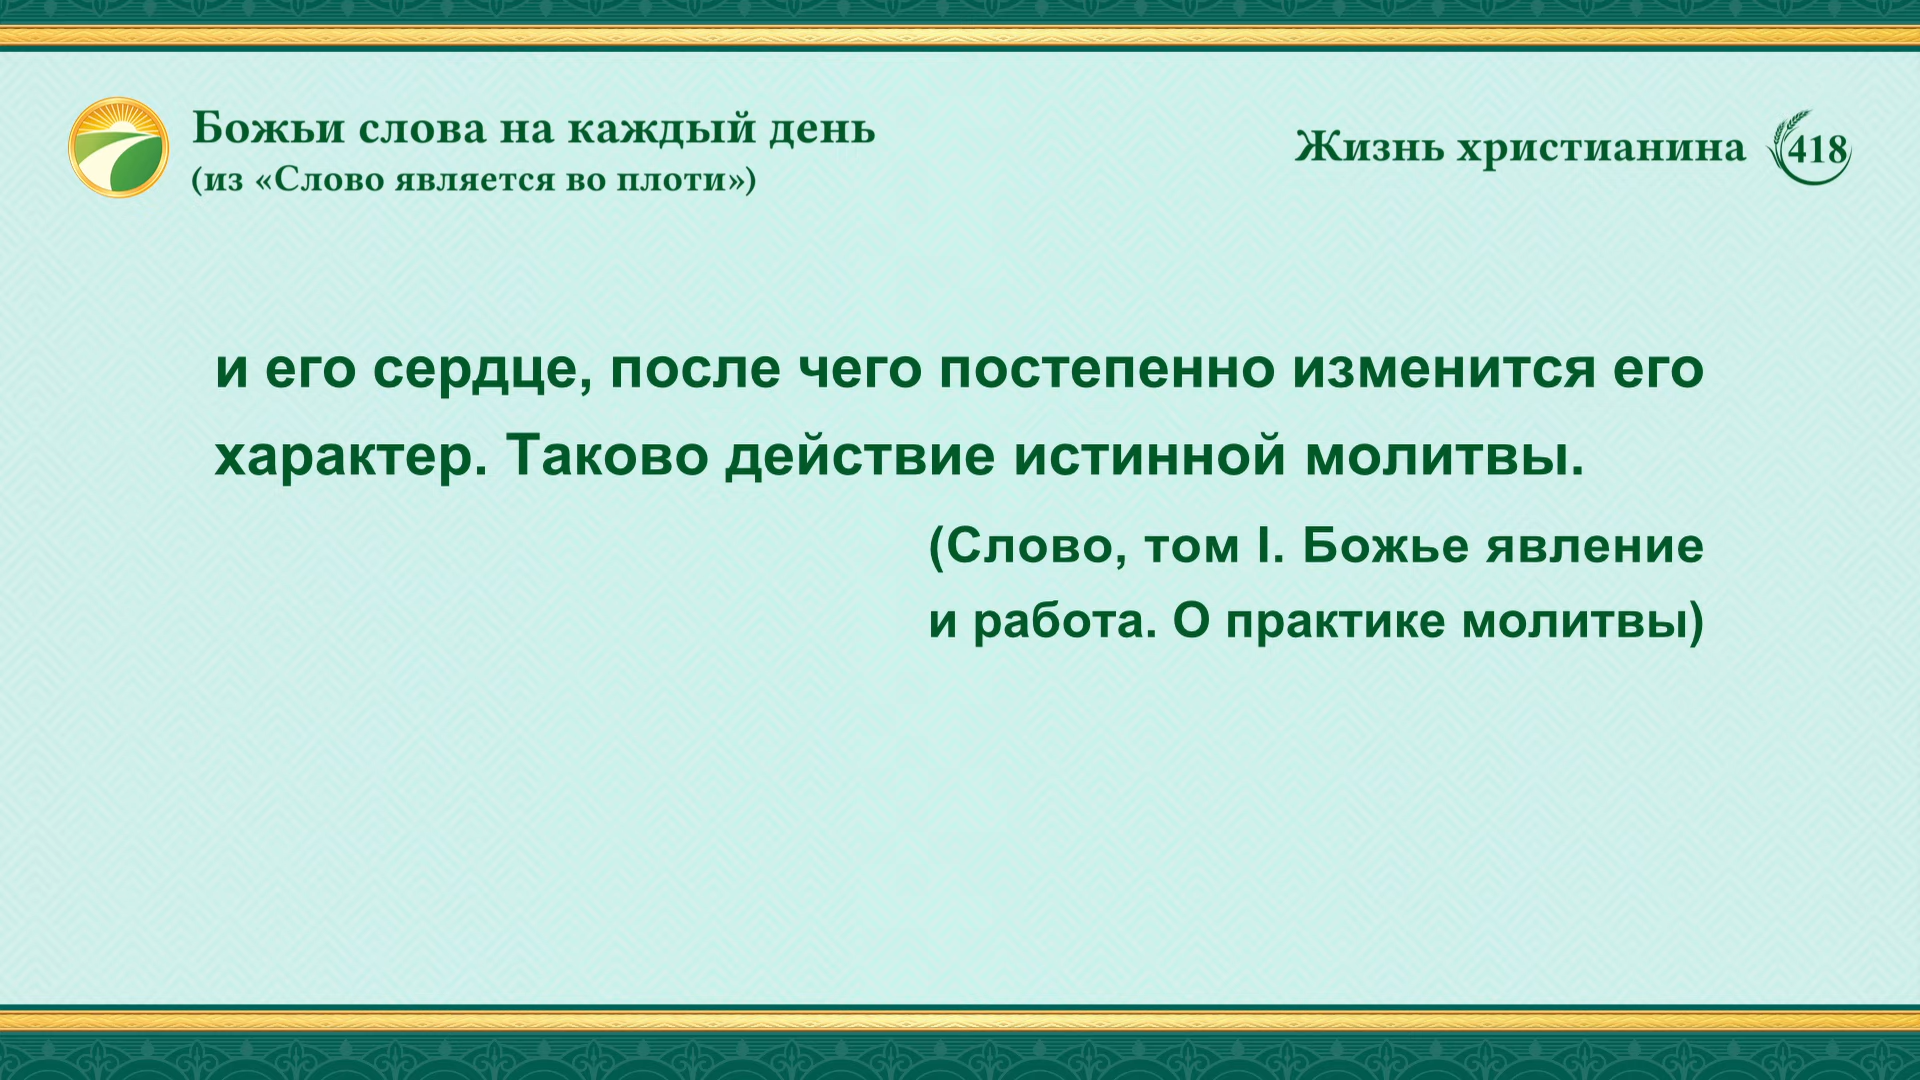 Божьи слова на каждый день
(из «Слово является во плоти»)
Жизнь христианина 418
и его сердце, после чего постепенно изменится его
характер. Таково действие истинной молитвы.
(Слово, том I. Божье явление
и работа. О практике молитвы)